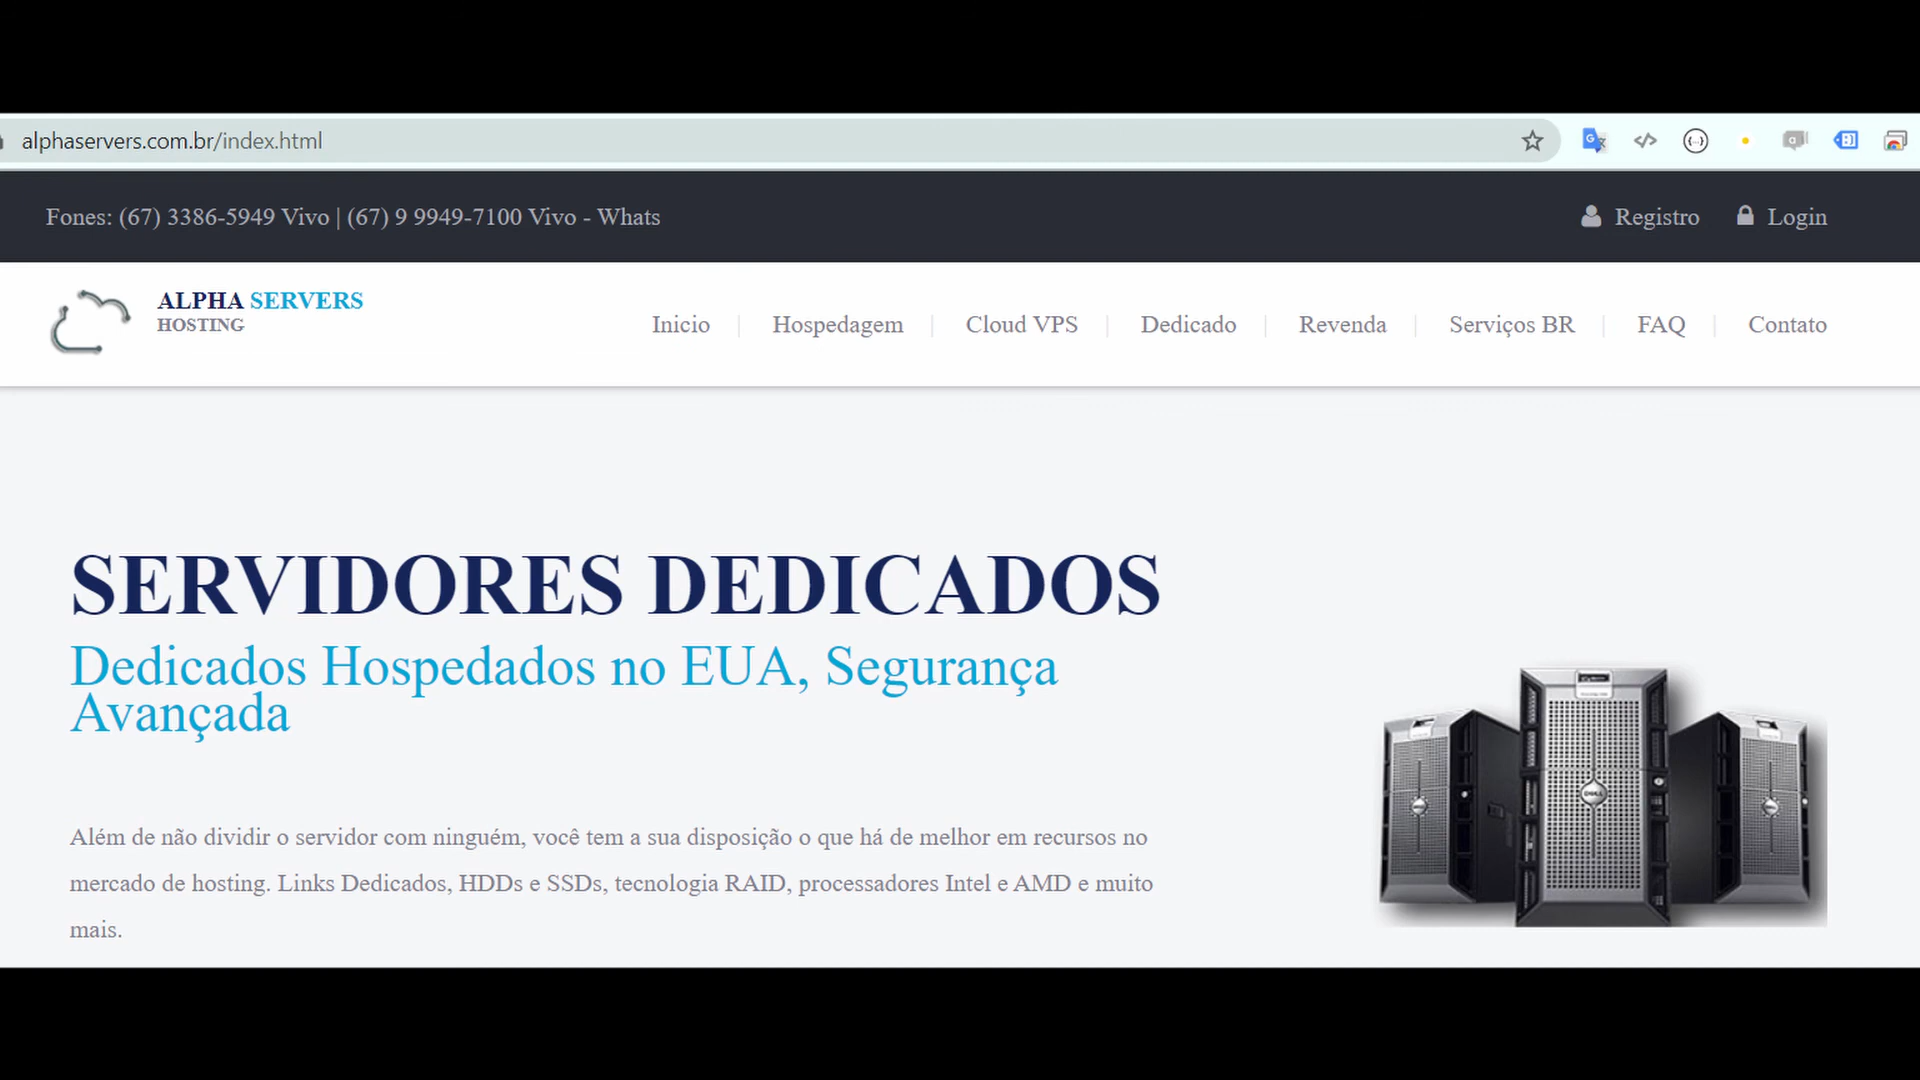 alphaservers.com.br/index.html
Fones: (67) 3386-5949 Vivo | (67) 9 9949-7100 Vivo - Whats
Registro
Login
ALPHA SERVERS
HOSTING
Inicio
Hospedagem
Cloud VPS
Dedicado
Revenda
Serviços BR
FAQ
Contato
SERVIDORES DEDICADOS
Dedicados Hospedados no EUA, Segurança
Avançada
Além de não dividir o servidor com ninguém, você tem a sua disposição o que há de melhor em recursos no
mercado de hosting. Links Dedicados, HDDs e SSDs, tecnologia RAID, processadores Intel e AMD e muito
mais.
DELL